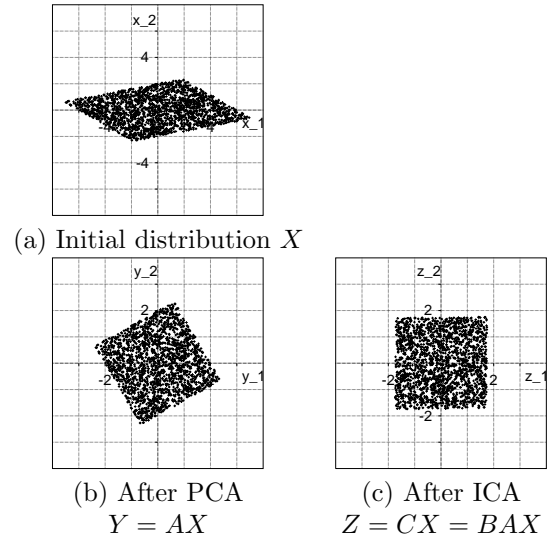 x_2
4
x_1
-4
(a) Initial distribution X
y_2
2
-2
y_1
(b) After PCA
Y = AX
z_2
2
-2
2
z_1
-2
(c) After ICA
Z = CX = BAX